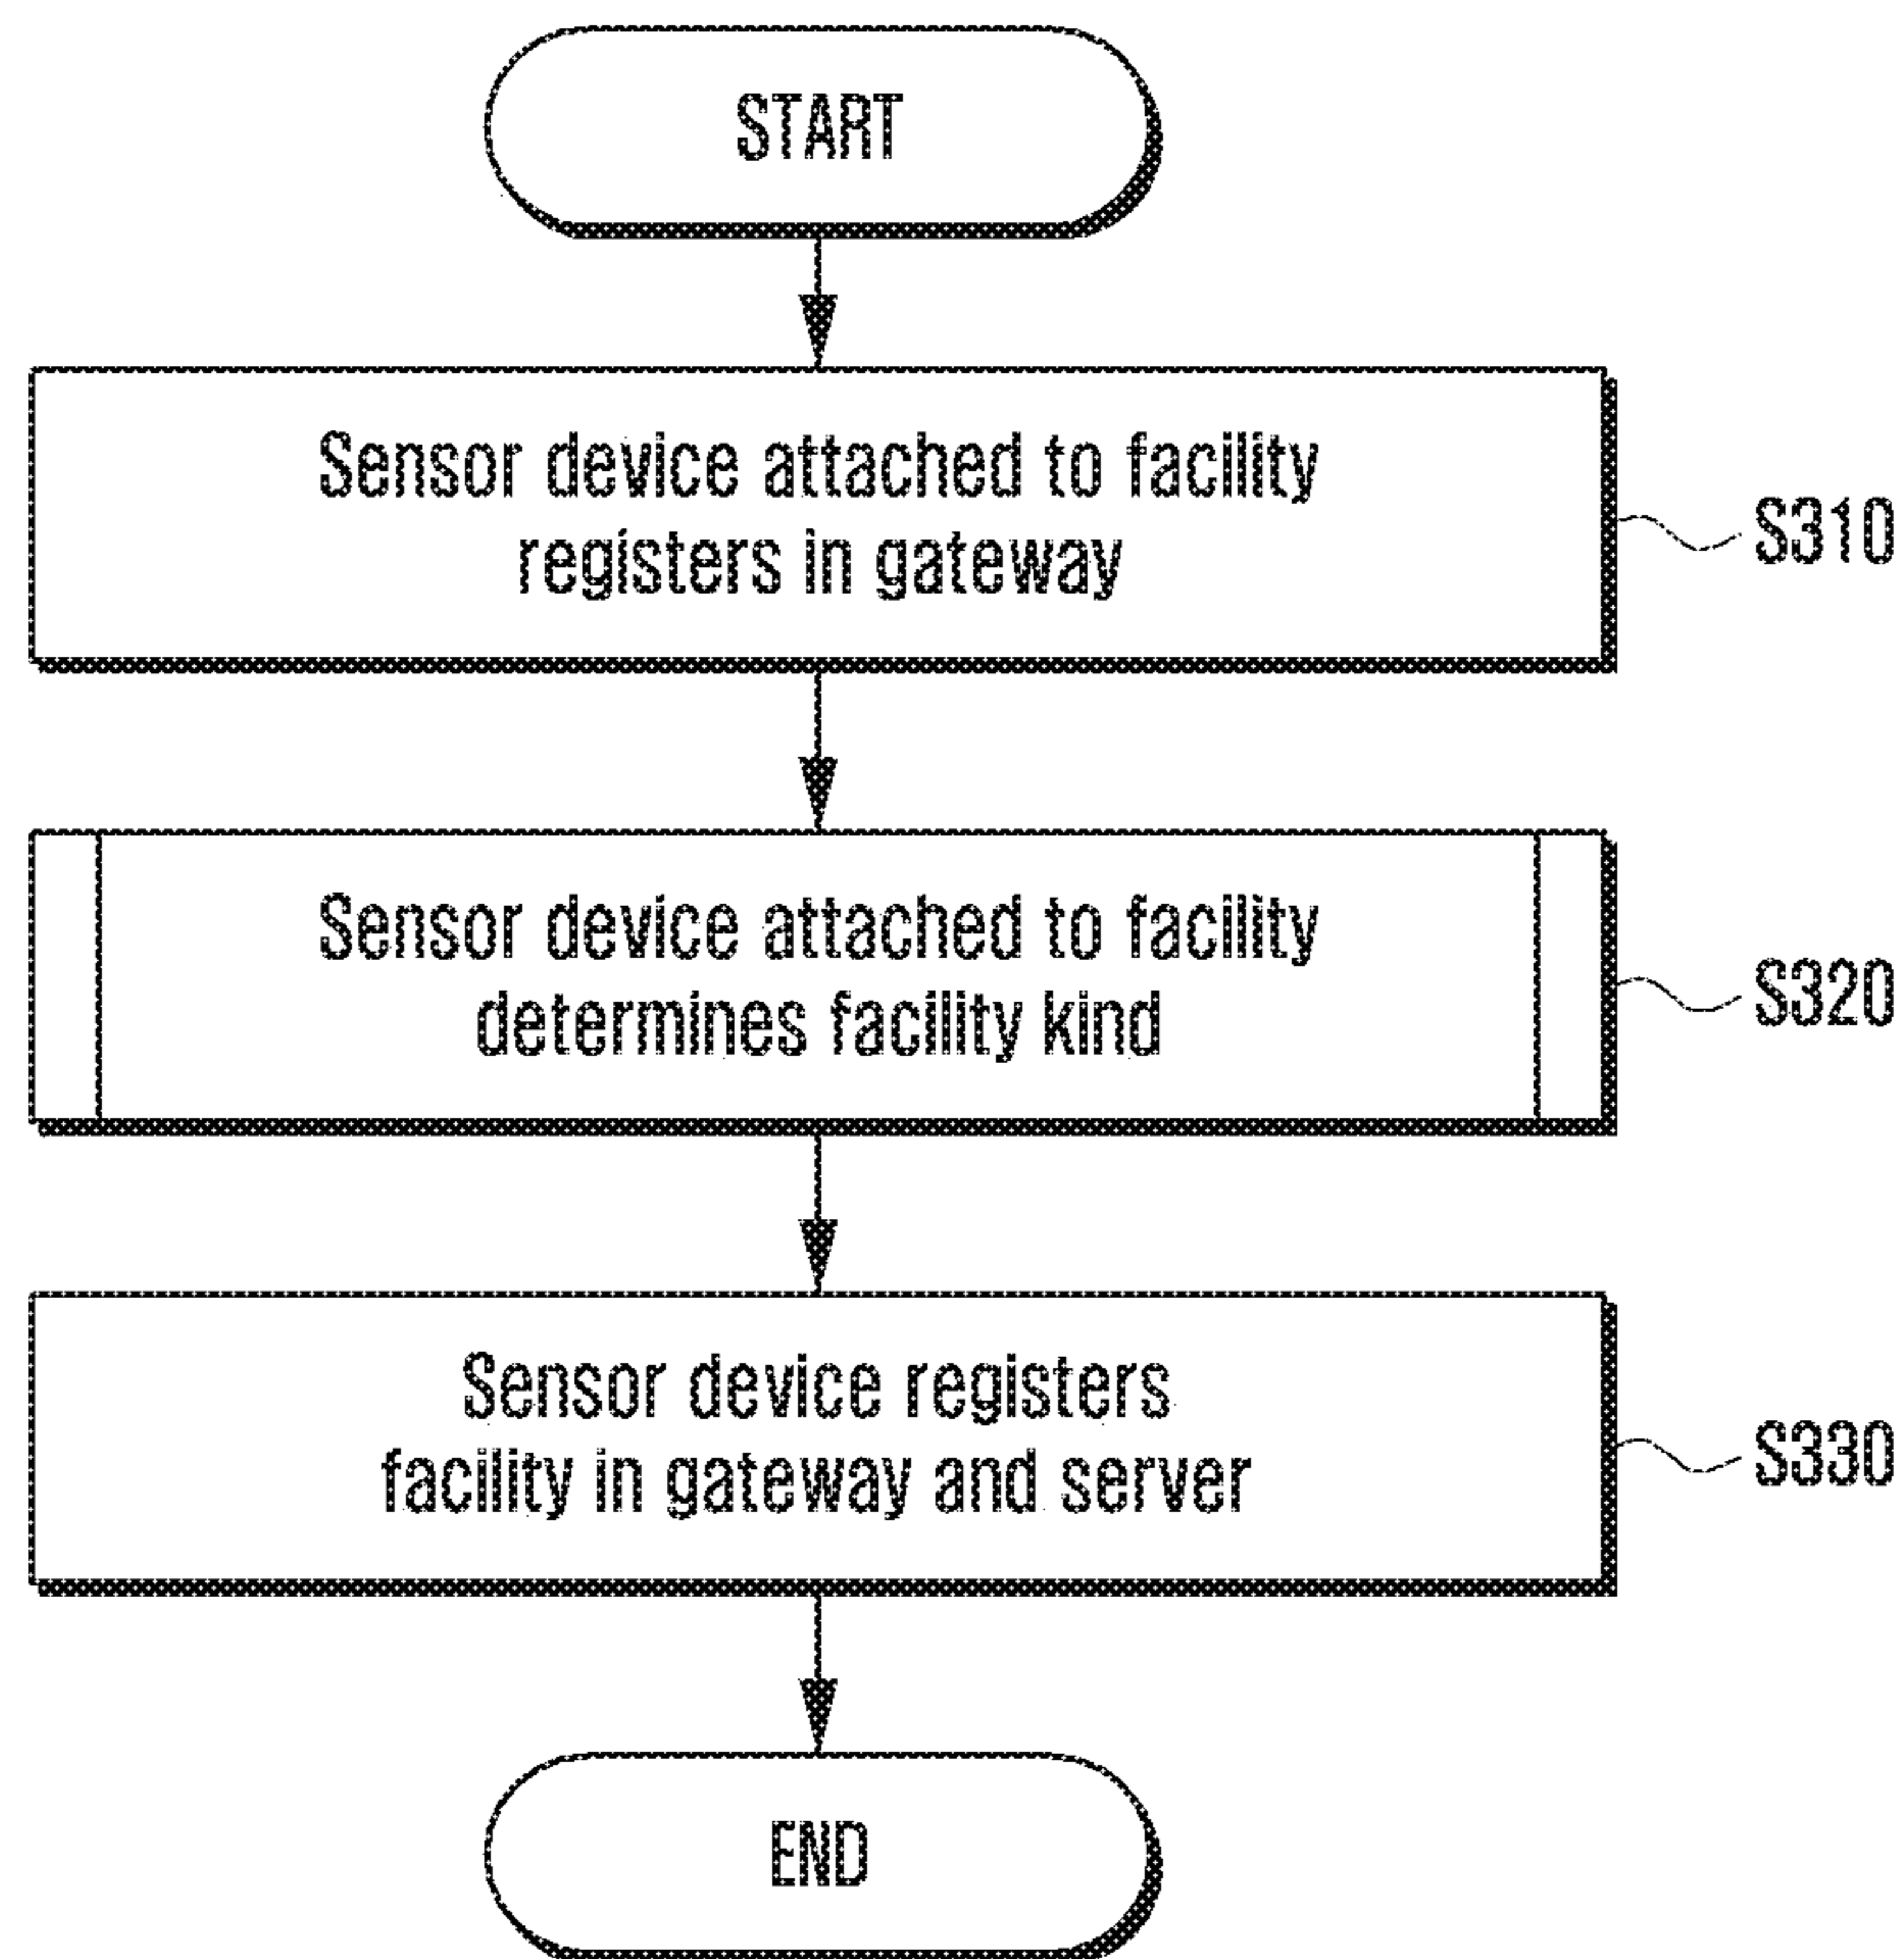 START
Sensor device attached to facility
registers in gateway
S310
Sensor device attached to facility
determines facility kind
S320
Sensor device registers
facility in gateway and server
S330
END